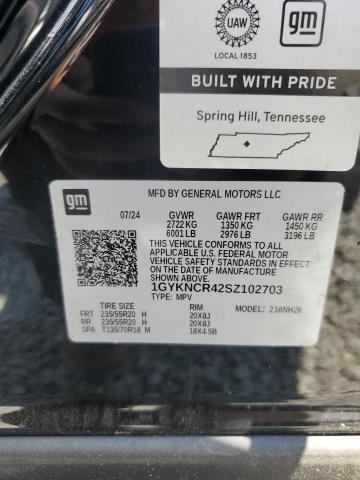 UAW
gm
LOCAL 1853
BUILT WITH PRIDE
Spring Hill, Tennessee
gm
MFD BY GENERAL MOTORS LLC
07/24 GVWR GAWR FRT GAWR RR
2722 KG 1350 KG 1450 KG
6001 LB 2976 LB 3196 LB
THIS VEHICLE CONFORMS TO ALL
APPLICABLE U.S. FEDERAL MOTOR
VEHICLE SAFETY STANDARDS IN
EFFECT ON THE DATE OF MANUFACTURE
SHOWN ABOVE.
1GYKNCR42SZ102703
TYPE: MPV
MODEL: 236NH26
TIRE SIZE RIM
FRT 235/55R20 H 20X8J
RR 235/55R20 H 20X8J
SPA T135/70R18 M 18X4.5B